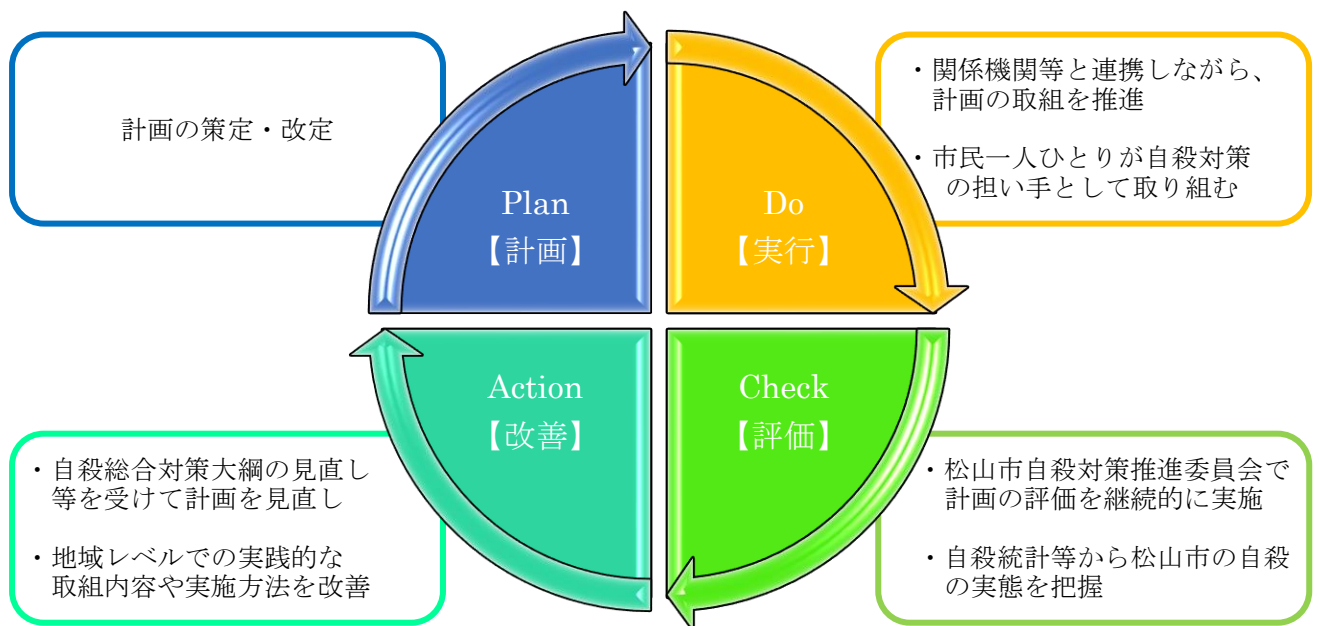 計画の策定・改定
Plan
【計画】
Do
【実行】
・関係機関等と連携しながら、
計画の取組を推進
・市民一人ひとりが自殺対策
の担い手として取り組む
Action
【改善】
Check
【評価】
・自殺総合対策大綱の見直し
等を受けて計画を見直し
・地域レベルでの実践的な
取組内容や実施方法を改善
・松山市自殺対策推進委員会で
計画の評価を継続的に実施
・自殺統計等から松山市の自殺
の実態を把握